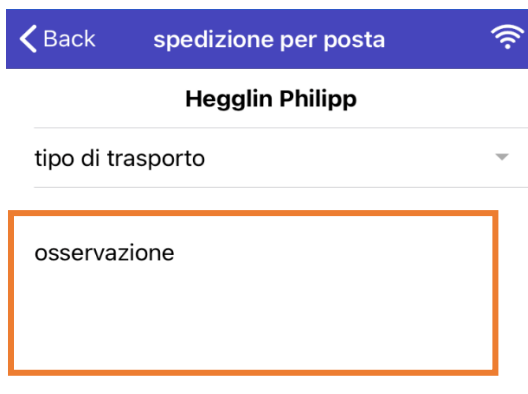 Back
spedizione per posta
Hegglin Philipp
tipo di trasporto
osservazione